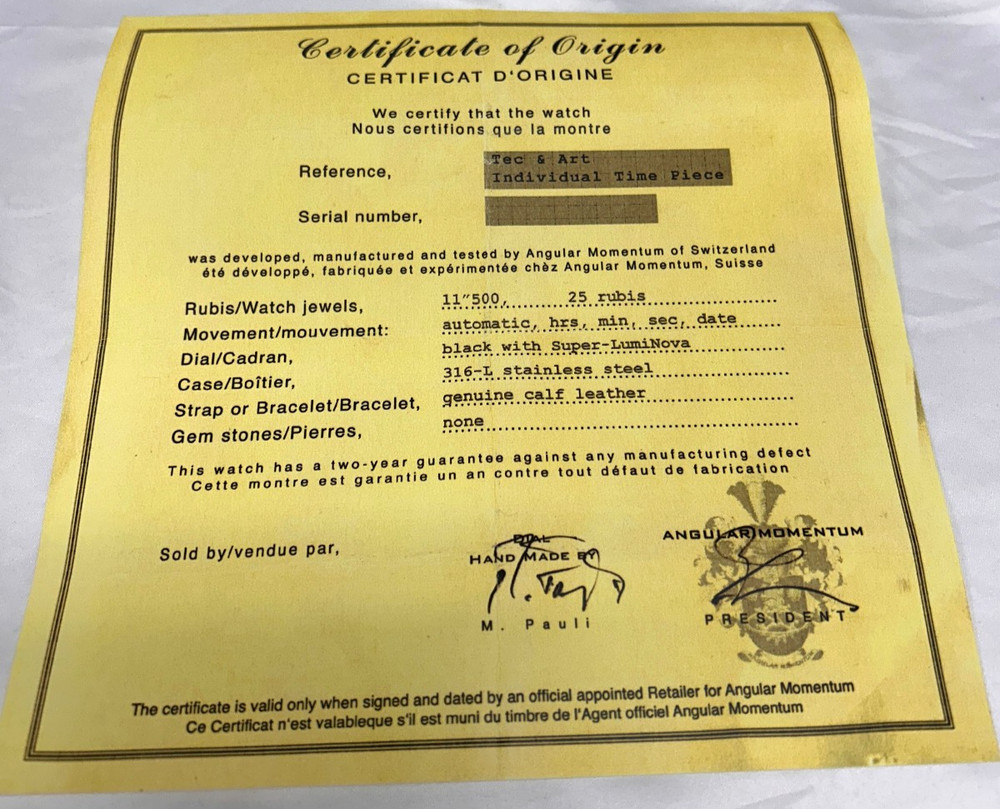 Certificate of Origin
CERTIFICAT D'ORIGINE
We certify that the watch
Nous certifions que la montre
Reference,
Tec & Art
Individual Time Piece
Serial number,
was developed, manufactured and tested by Angular Momentum of Switzerland
été développé, fabriquée et expérimentée chèz Angular Momentum, Suisse
Rubis/Watch jewels, 11"500, 25 rubis
Movement/mouvement: automatic, hrs, min, sec, date
Dial/Cadran, black with Super-LumiNova
Case/Boîtier, 316-L stainless steel
Strap or Bracelet/Bracelet, genuine calf leather
Gem stones/Pierres, none
This watch has a two-year guarantee against any manufacturing defect
Cette montre est garantie un an contre tout défaut de fabrication
Sold by/vendue par,
DIAL
HAND MADE BY
M. Pauli
ANGULAR MOMENTUM
PRESIDENT
The certificate is valid only when signed and dated by an official appointed Retailer for Angular Momentum
Ce Certificat n'est valableque s'il est muni du timbre de l'Agent officiel Angular Momentum